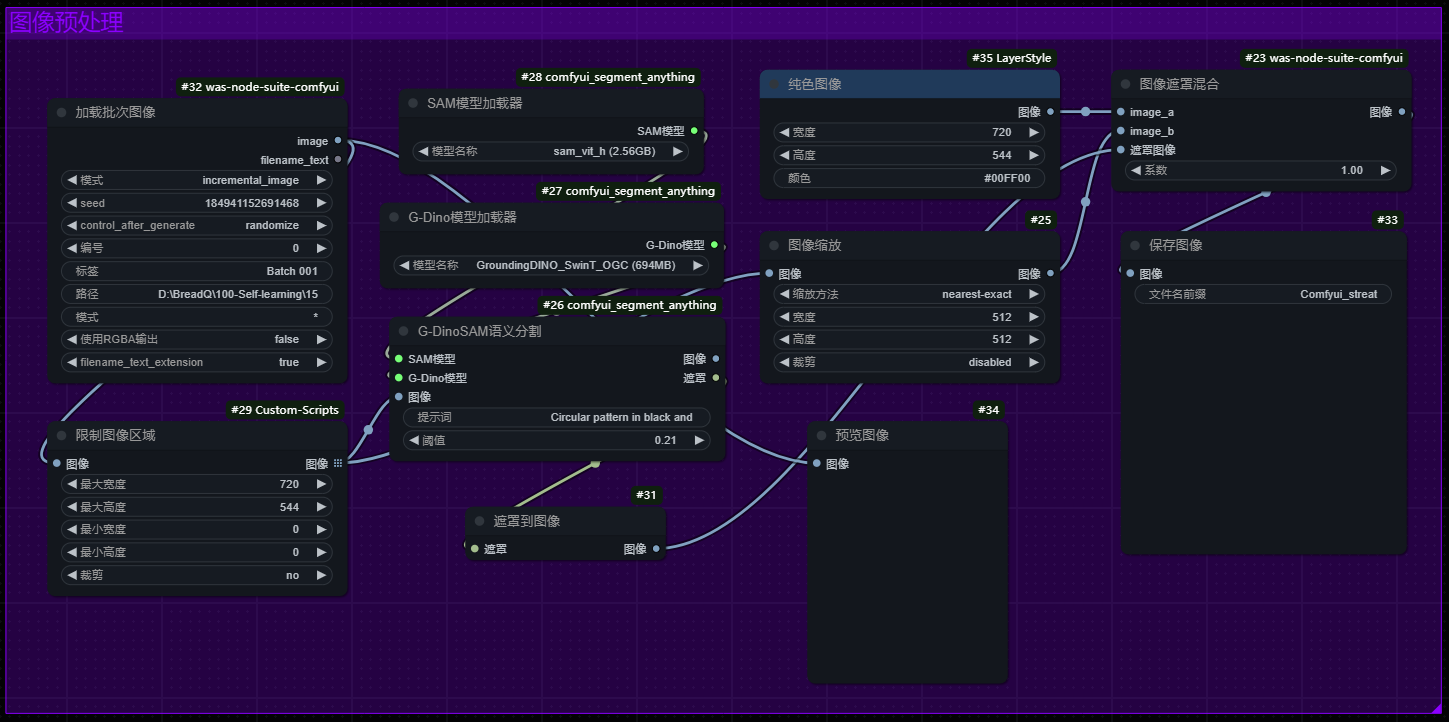 图像预处理
#32 was-node-suite-comfyui
加载批次图像
image
filename_text
模式 incremental_image
seed 184941152691468
control_after_generate randomize
编号 0
标签 Batch 001
路径 D:\BreadQ\100-Self-learning\15
模式 *
使用RGBA输出 false
filename_text_extension true
#29 Custom-Scripts
限制图像区域
图像 图像
最大宽度 720
最大高度 544
最小宽度 0
最小高度 0
裁剪 no
#28 comfyui_segment_anything
SAM模型加载器
SAM模型
模型名称 sam_vit_h (2.56GB)
#27 comfyui_segment_anything
G-Dino模型加载器
G-Dino模型
模型名称 GroundingDINO_SwinT_OGC (694MB)
#26 comfyui_segment_anything
G-DinoSAM语义分割
SAM模型 图像
G-Dino模型 遮罩
图像
提示词 Circular pattern in black and
阈值 0.21
#31
遮罩到图像
遮罩 图像
#35 LayerStyle
纯色图像
图像
宽度 720
高度 544
颜色 #00FF00
#25
图像缩放
图像 图像
缩放方法 nearest-exact
宽度 512
高度 512
裁剪 disabled
#34
预览图像
图像
#23 was-node-suite-comfyui
图像遮罩混合
image_a 图像
image_b
遮罩图像
系数 1.00
#33
保存图像
图像
文件名前缀 Comfyui_streat